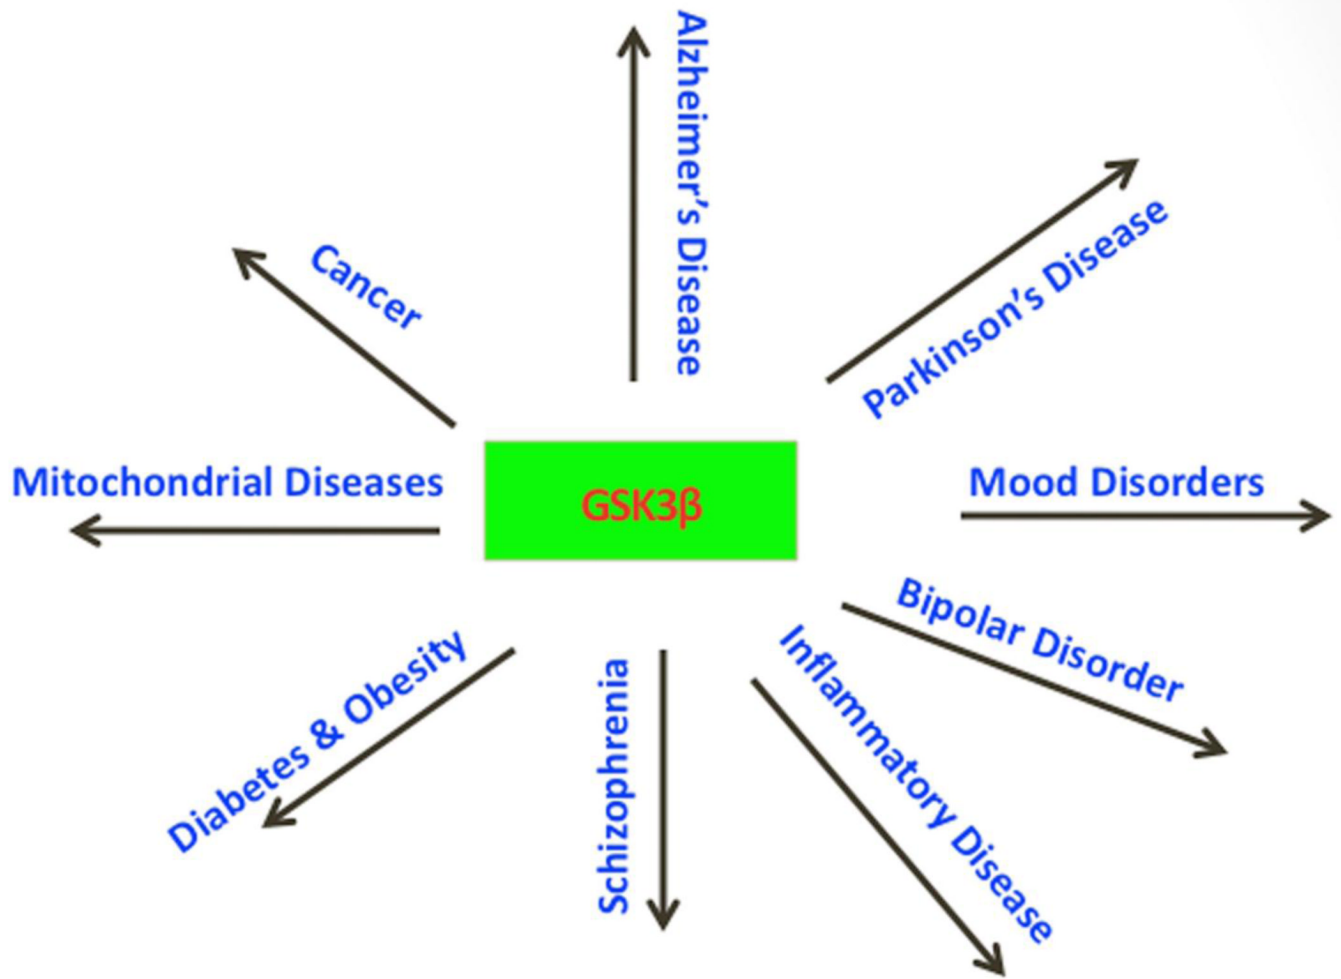 Alzheimer’s Disease
Parkinson’s Disease
Cancer
Mitochondrial Diseases
GSK3β
Mood Disorders
Bipolar Disorder
Inflammatory Disease
Schizophrenia
Diabetes & Obesity